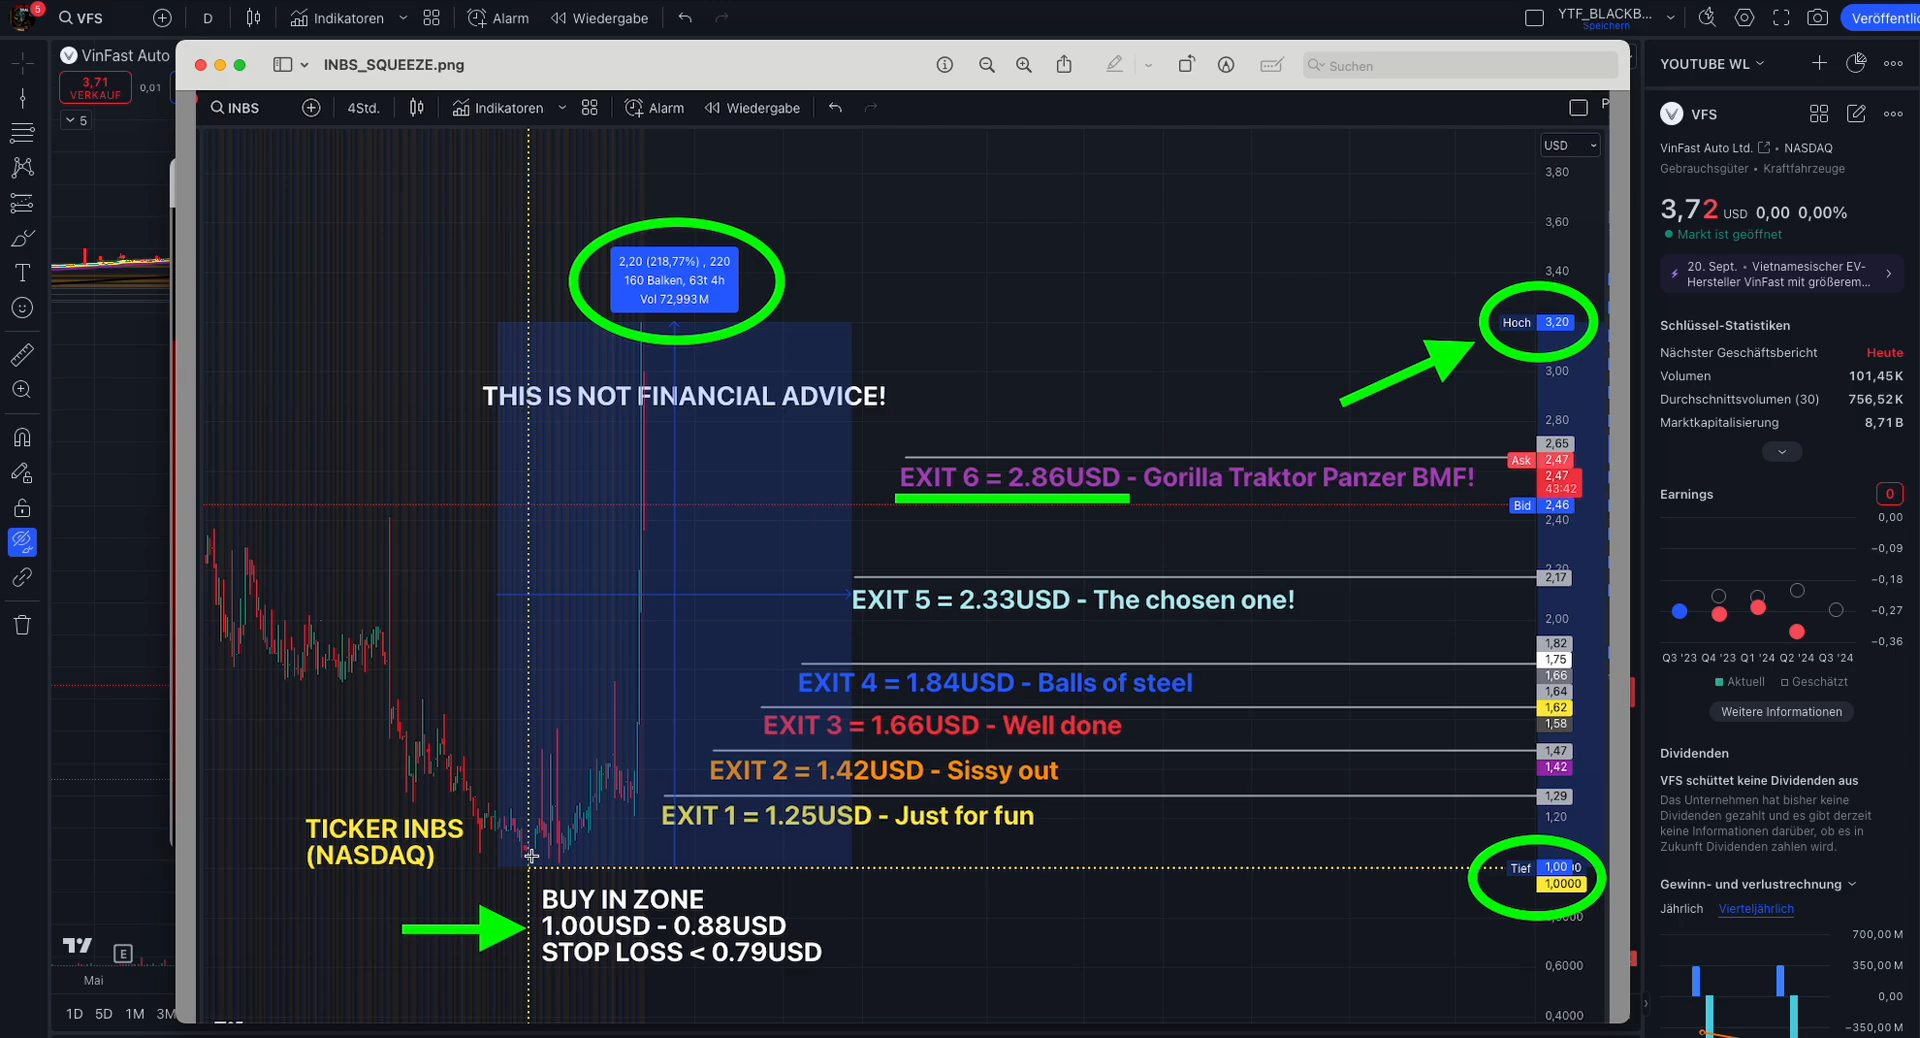 5
VFS
D
Indikatoren
Alarm
Wiedergabe
YTF_BLACKB...
Speichern
Veröffentlic
VinFast Auto
3,71
VERKAUF
0,01
5
INBS_SQUEEZE.png
Suchen
INBS
4Std.
Indikatoren
Alarm
Wiedergabe
P
USD
3,80
3,60
3,40
3,00
2,80
2,40
2,20
2,00
1,20
0,6000
0,4000
2,20 (218,77%) , 220
160 Balken, 63t 4h
Vol 72,993 M
Hoch 3,20
THIS IS NOT FINANCIAL ADVICE!
2,65
Ask 2,47
2,47
43:42
Bid 2,46
EXIT 6 = 2.86USD - Gorilla Traktor Panzer BMF!
2,17
EXIT 5 = 2.33USD - The chosen one!
1,82
1,75
1,66
1,64
1,62
1,58
EXIT 4 = 1.84USD - Balls of steel
EXIT 3 = 1.66USD - Well done
1,47
1,42
EXIT 2 = 1.42USD - Sissy out
1,29
EXIT 1 = 1.25USD - Just for fun
TICKER INBS
(NASDAQ)
Tief 1,00
1,0000
BUY IN ZONE
1.00USD - 0.88USD
STOP LOSS < 0.79USD
E
Mai
1D 5D 1M 3M
YOUTUBE WL
VFS
VinFast Auto Ltd. • NASDAQ
Gebrauchsgüter • Kraftfahrzeuge
3,72 USD 0,00 0,00%
Markt ist geöffnet
20. Sept. • Vietnamesischer EV-
Hersteller VinFast mit größerem...
Schlüssel-Statistiken
Nächster Geschäftsbericht Heute
Volumen 101,45K
Durchschnittsvolumen (30) 756,52K
Marktkapitalisierung 8,71B
Earnings 0
0,00
−0,09
−0,18
−0,27
−0,36
Q3 '23 Q4 '23 Q1 '24 Q2 '24 Q3 '24
Aktuell Geschätzt
Weitere Informationen
Dividenden
VFS schüttet keine Dividenden aus
Das Unternehmen hat bisher keine
Dividenden gezahlt und es gibt derzeit
keine Informationen darüber, ob es in
Zukunft Dividenden zahlen wird.
Gewinn- und verlustrechnung
Jährlich Vierteljährlich
700,00 M
350,00 M
0,00
−350,00 M